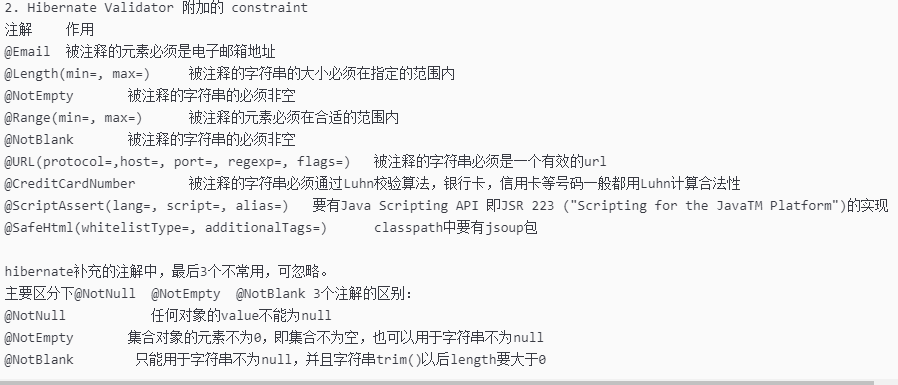 2. Hibernate Validator 附加的 constraint
注解 作用
@Email 被注释的元素必须是电子邮箱地址
@Length(min=, max=) 被注释的字符串的大小必须在指定的范围内
@NotEmpty 被注释的字符串的必须非空
@Range(min=, max=) 被注释的元素必须在合适的范围内
@NotBlank 被注释的字符串的必须非空
@URL(protocol=,host=, port=, regexp=, flags=) 被注释的字符串必须是一个有效的url
@CreditCardNumber 被注释的字符串必须通过Luhn校验算法，银行卡，信用卡等号码一般都用Luhn计算合法性
@ScriptAssert(lang=, script=, alias=) 要有Java Scripting API 即JSR 223 ("Scripting for the JavaTM Platform")的实现
@SafeHtml(whitelistType=, additionalTags=) classpath中要有jsoup包
hibernate补充的注解中，最后3个不常用，可忽略。
主要区分下@NotNull @NotEmpty @NotBlank 3个注解的区别：
@NotNull 任何对象的value不能为null
@NotEmpty 集合对象的元素不为0，即集合不为空，也可以用于字符串不为null
@NotBlank 只能用于字符串不为null，并且字符串trim()以后length要大于0